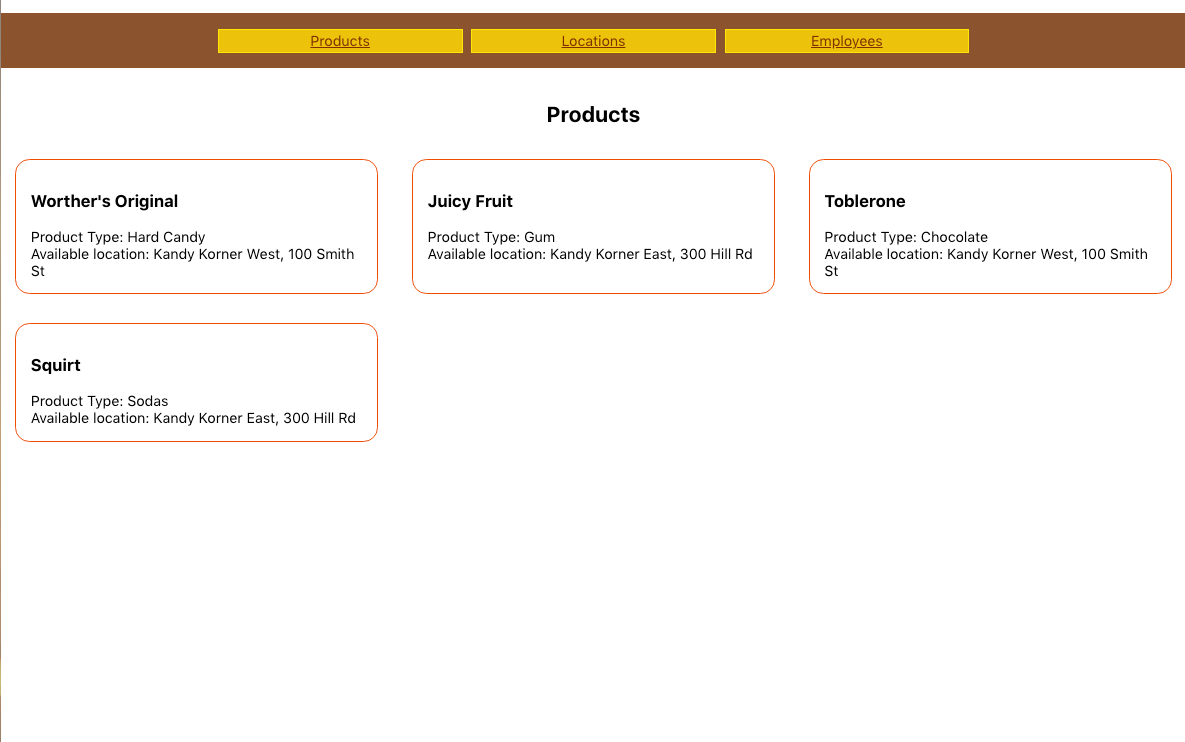 Products
Locations
Employees
Products
Worther's Original
Product Type: Hard Candy
Available location: Kandy Korner West, 100 Smith
St
Juicy Fruit
Product Type: Gum
Available location: Kandy Korner East, 300 Hill Rd
Toblerone
Product Type: Chocolate
Available location: Kandy Korner West, 100 Smith
St
Squirt
Product Type: Sodas
Available location: Kandy Korner East, 300 Hill Rd